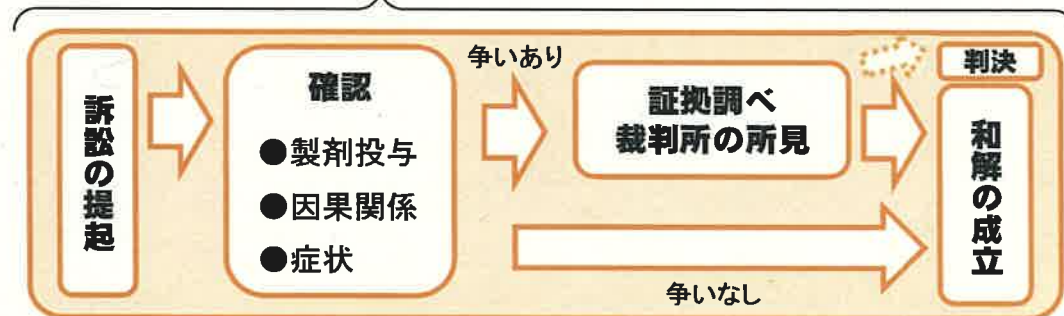 訴訟の提起
確認
●製剤投与
●因果関係
●症状
争いあり
証拠調べ
裁判所の所見
争いなし
判決
和解の成立